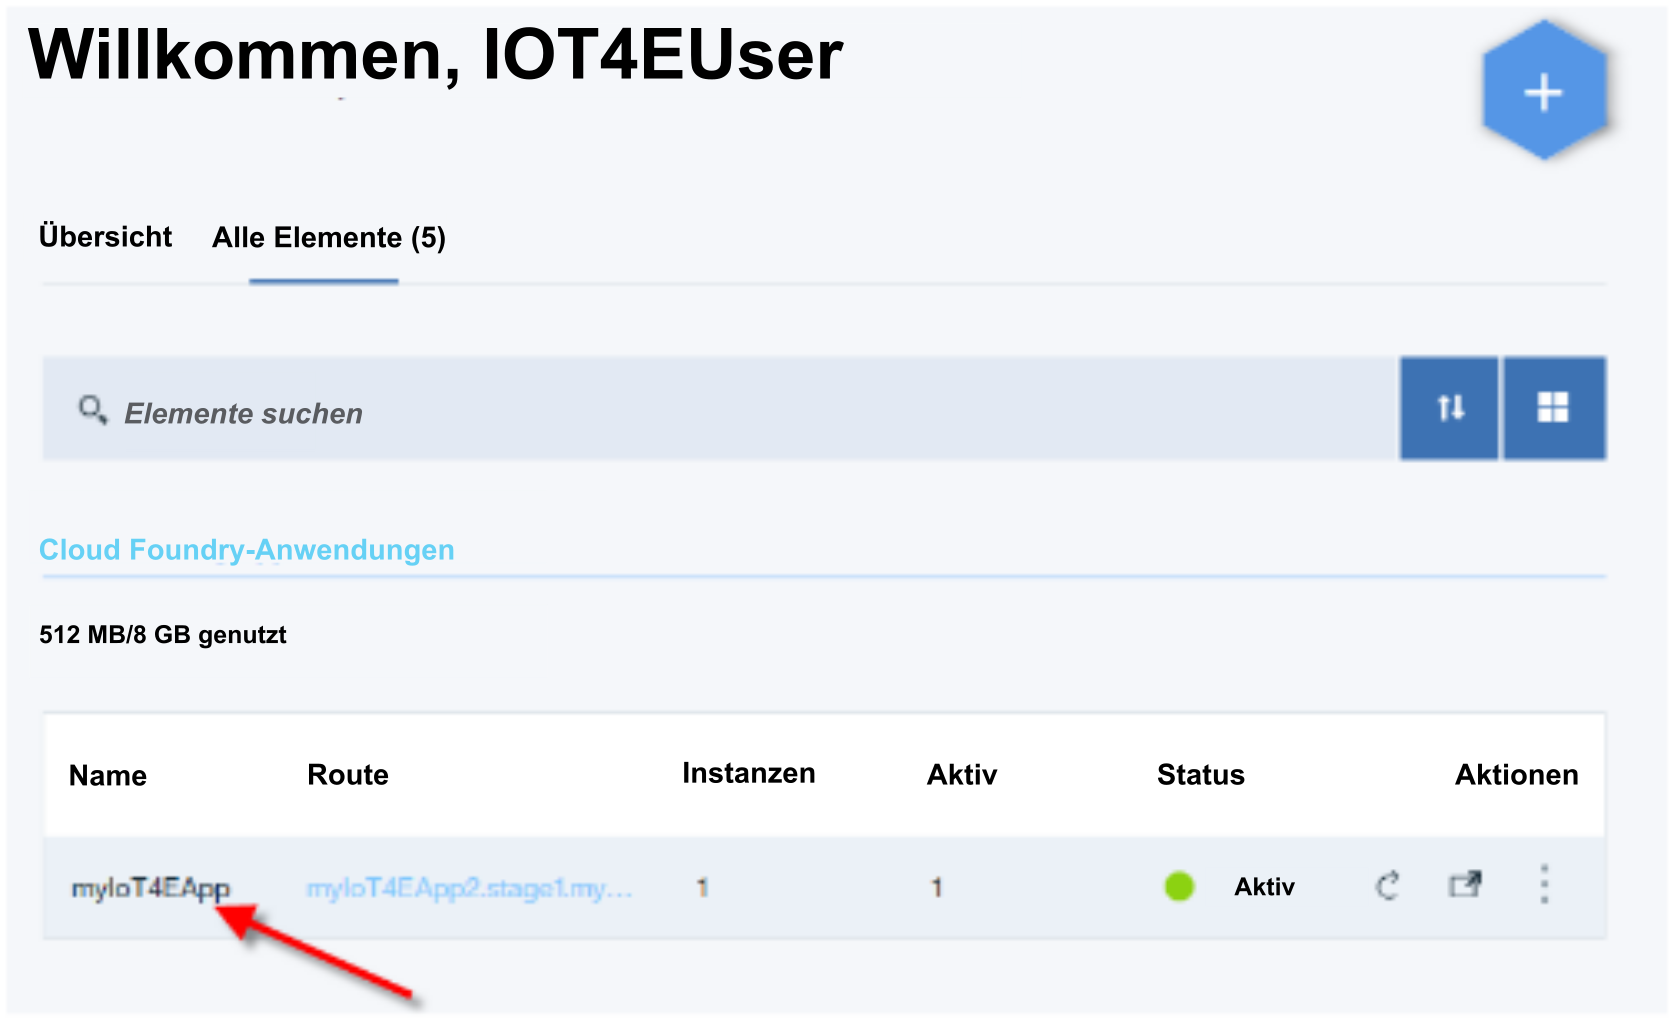 Willkommen, IOT4EUser
Übersicht Alle Elemente (5)
Elemente suchen
Cloud Foundry-Anwendungen
512 MB/8 GB genutzt
Name Route Instanzen Aktiv Status Aktionen
myIoT4EApp myIoT4EApp2.stage1.my... 1 1 Aktiv